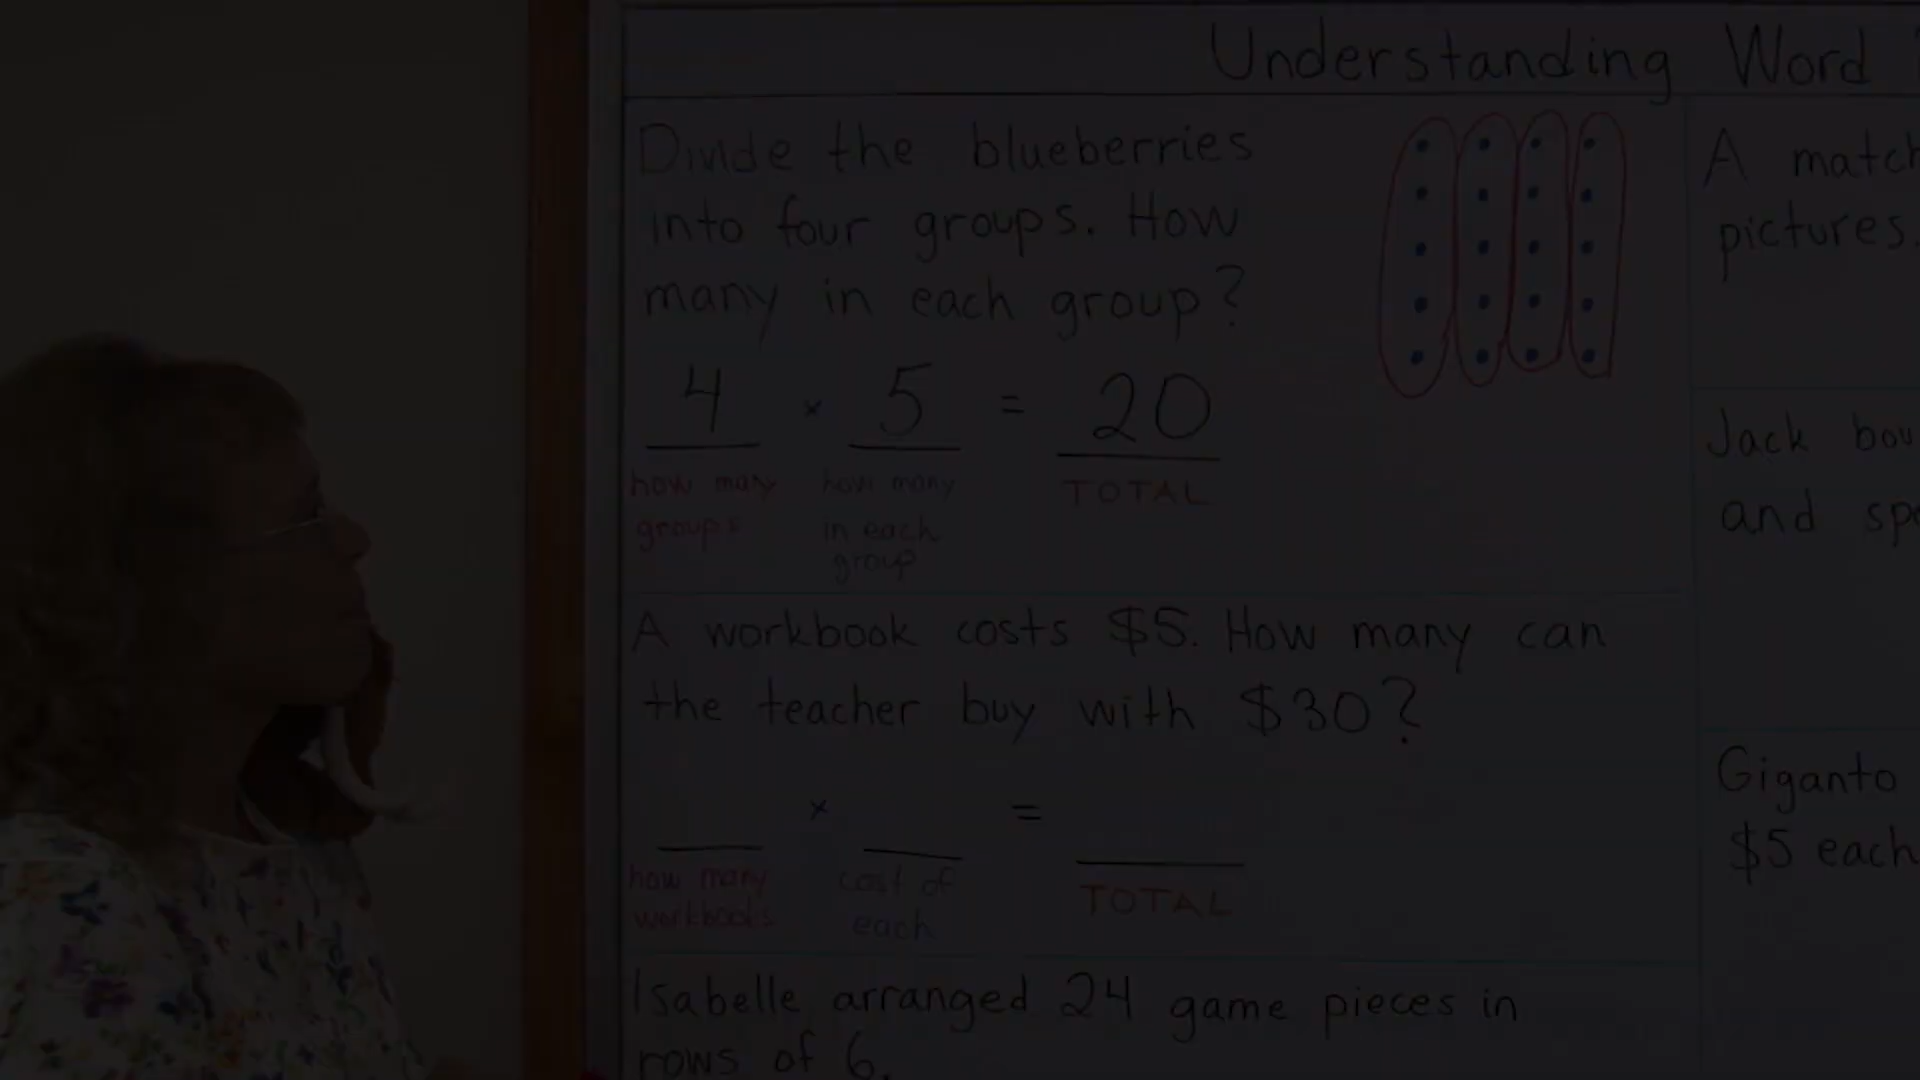 Understanding Word
Divide the blueberries
into four groups. How
many in each group?
4 × 5 = 20
how many
groups
how many
in each
group
TOTAL
A workbook costs $5. How many can
the teacher buy with $30?
× =
how many
workbooks
cost of
each
TOTAL
Isabelle arranged 24 game pieces in
rows of 6.
A match
pictures.
Jack bou
and spe
Giganto
$5 each